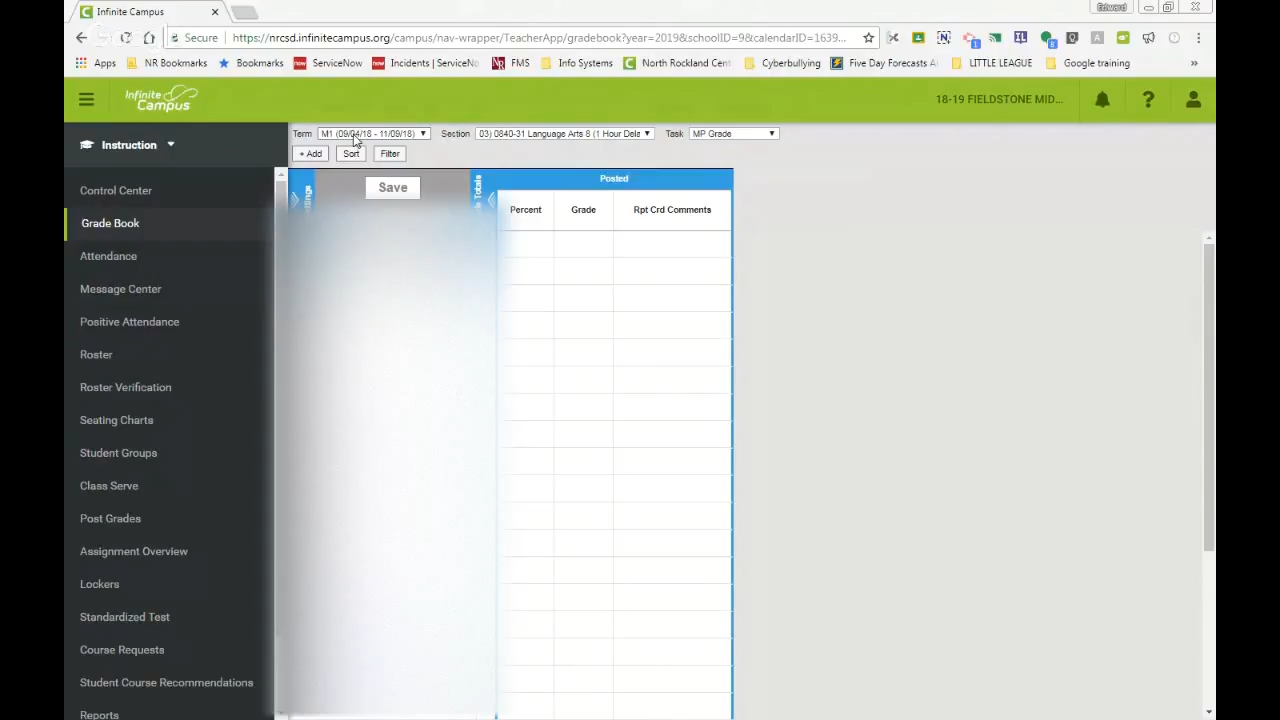 Infinite Campus
Edward
Secure https://nrcsd.infinitecampus.org/campus/nav-wrapper/TeacherApp/gradebook?year=2019&schoolID=9&calendarID=1639...
Apps NR Bookmarks Bookmarks ServiceNow Incidents | ServiceNo FMS Info Systems North Rockland Cent Cyberbullying Five Day Forecasts A LITTLE LEAGUE Google training »
Infinite Campus 18-19 FIELDSTONE MID... ?
Instruction
Term M1 (09/04/18 - 11/09/18) Section 03) 0840-31 Language Arts 8 (1 Hour Dela Task MP Grade
+ Add Sort Filter
Save
Posted
Percent Grade Rpt Crd Comments
Control Center
Grade Book
Attendance
Message Center
Positive Attendance
Roster
Roster Verification
Seating Charts
Student Groups
Class Serve
Post Grades
Assignment Overview
Lockers
Standardized Test
Course Requests
Student Course Recommendations
Reports